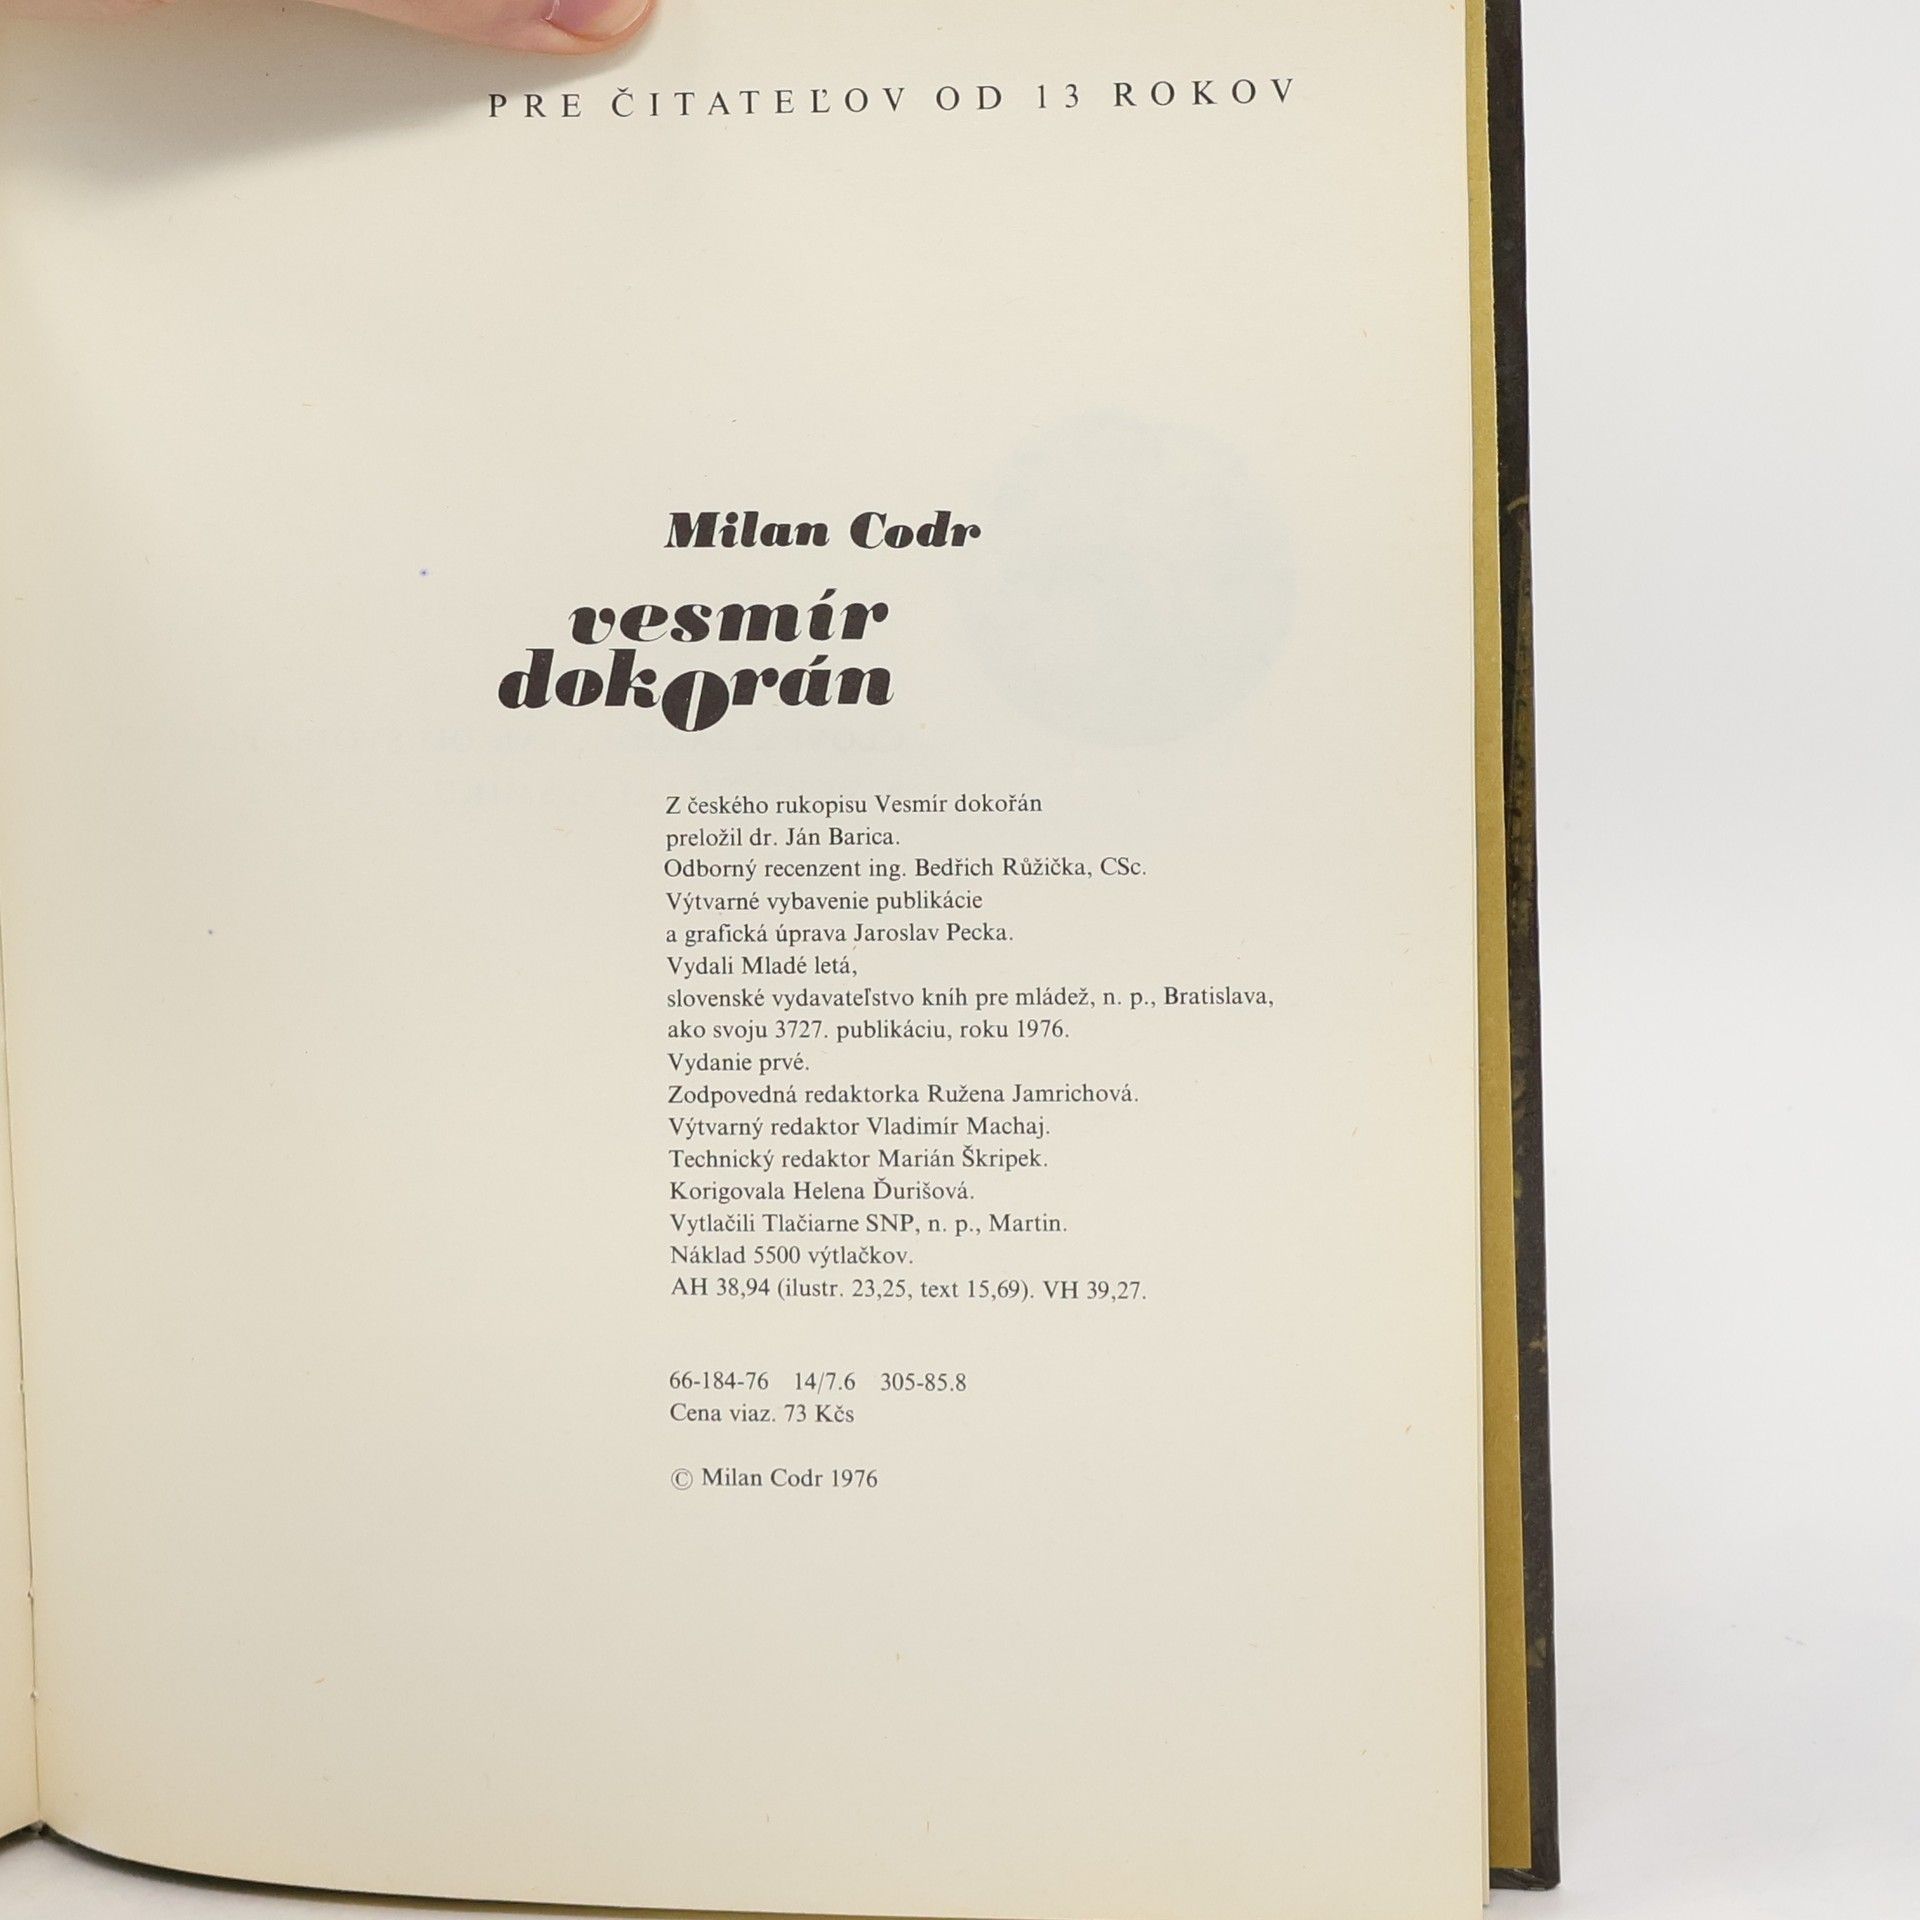 PRE ČITATEĽOV OD 13 ROKOV
Milan Codr
vesmír
dokorán
Z českého rukopisu Vesmír dokořán
preložil dr. Ján Barica.
Odborný recenzent ing. Bedřich Růžička, CSc.
Výtvarné vybavenie publikácie
a grafická úprava Jaroslav Pecka.
Vydali Mladé letá,
slovenské vydavateľstvo kníh pre mládež, n. p., Bratislava,
ako svoju 3727. publikáciu, roku 1976.
Vydanie prvé.
Zodpovedná redaktorka Ružena Jamrichová.
Výtvarný redaktor Vladimír Machaj.
Technický redaktor Marián Škripek.
Korigovala Helena Ďurišová.
Vytlačili Tlačiarne SNP, n. p., Martin.
Náklad 5500 výtlačkov.
AH 38,94 (ilustr. 23,25, text 15,69). VH 39,27.
66-184-76 14/7.6 305-85.8
Cena viaz. 73 Kčs
© Milan Codr 1976